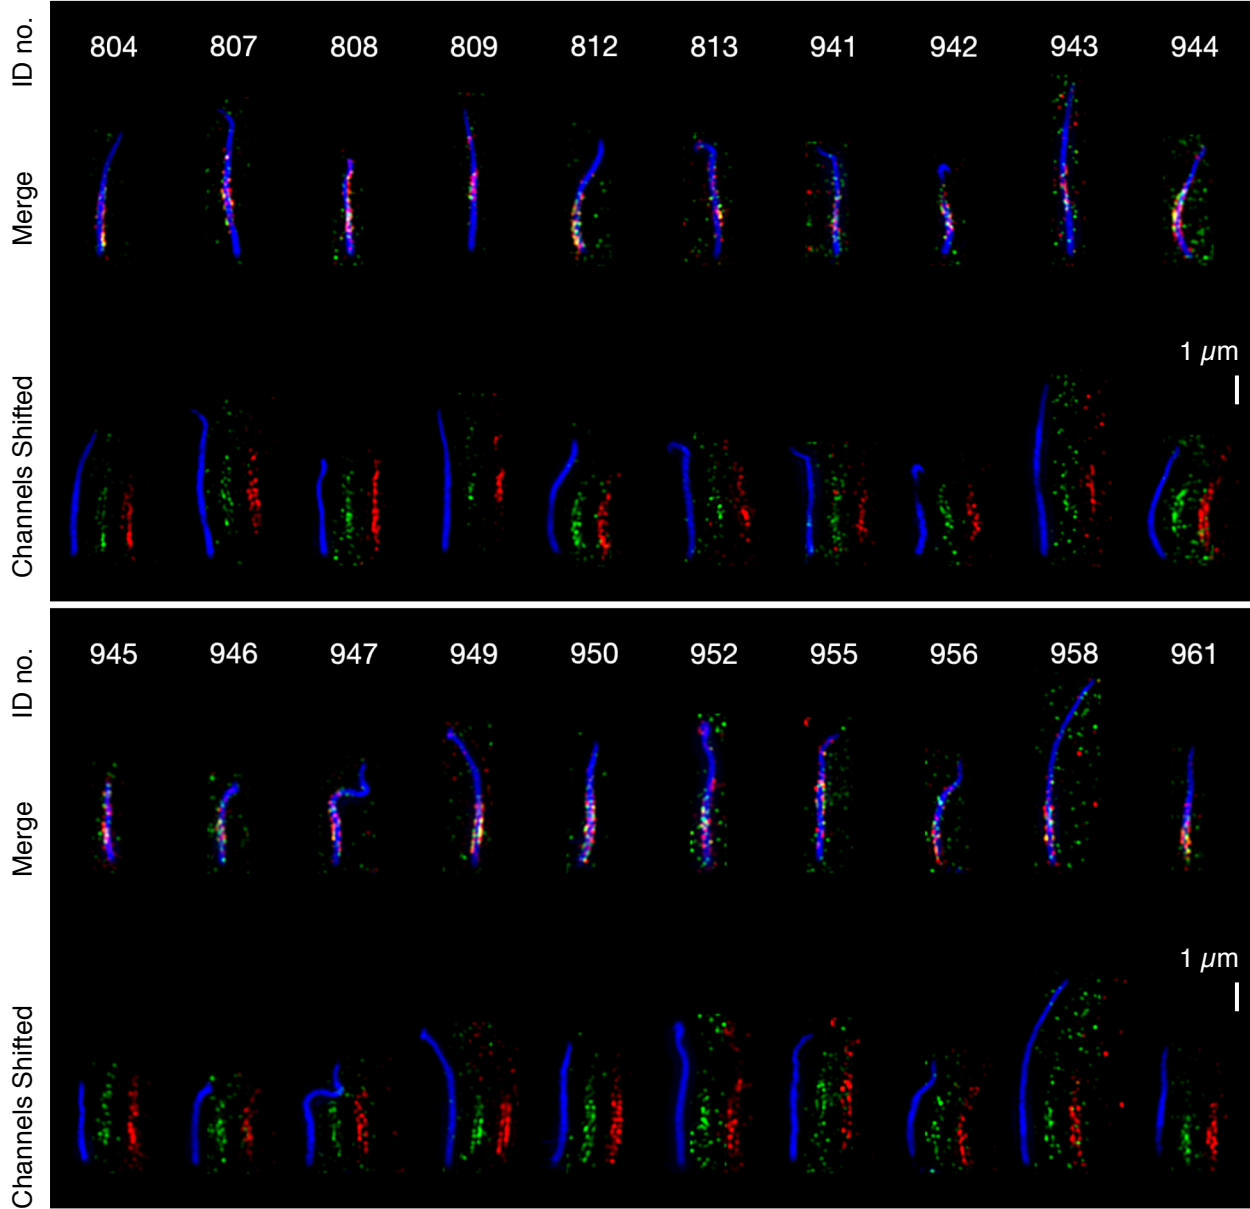 ID no.
804 807 808 809 812 813 941 942 943 944
Merge
1 µm
Channels Shifted
ID no.
945 946 947 949 950 952 955 956 958 961
Merge
1 µm
Channels Shifted